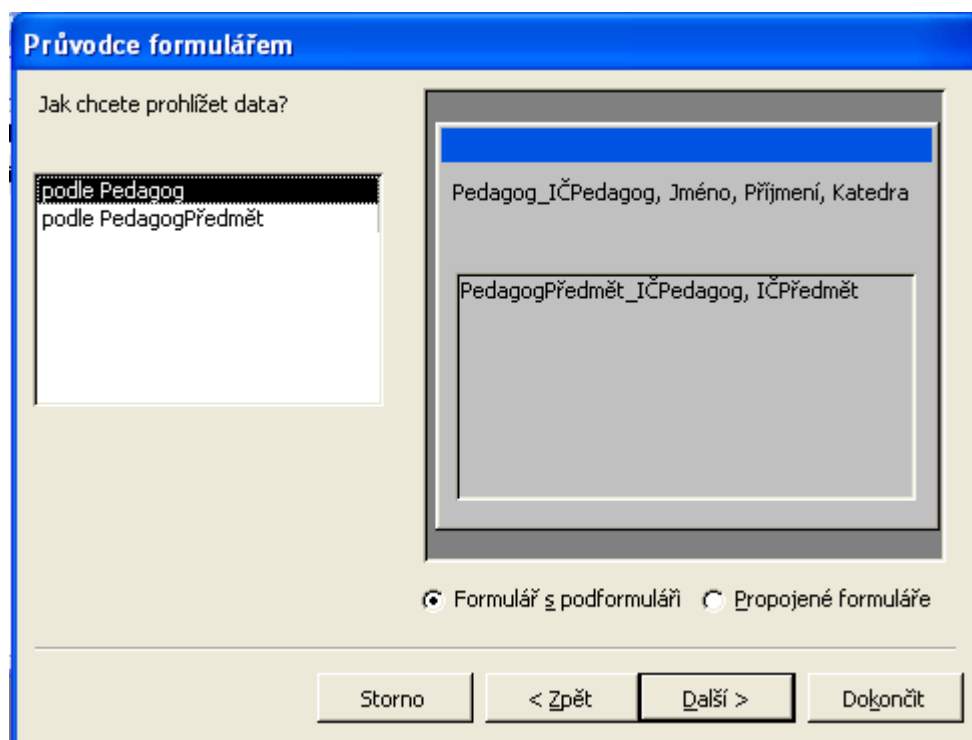 Průvodce formulářem
Jak chcete prohlížet data?
podle Pedagog
podle PedagogPředmět
Pedagog_IČPedagog, Jméno, Příjmení, Katedra
PedagogPředmět_IČPedagog, IČPředmět
Formulář s podformuláři
Propojené formuláře
Storno
< Zpět
Další >
Dokončit